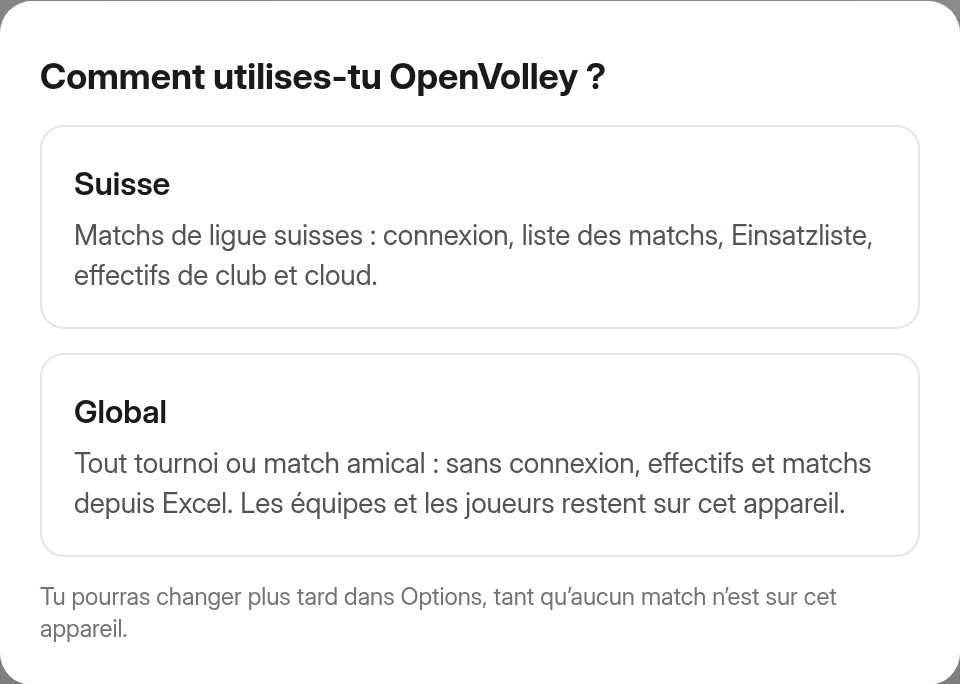 Comment utilises-tu OpenVolley ?
Suisse
Matchs de ligue suisses : connexion, liste des matchs, Einsatzliste,
effectifs de club et cloud.
Global
Tout tournoi ou match amical : sans connexion, effectifs et matchs
depuis Excel. Les équipes et les joueurs restent sur cet appareil.
Tu pourras changer plus tard dans Options, tant qu’aucun match n’est sur cet
appareil.